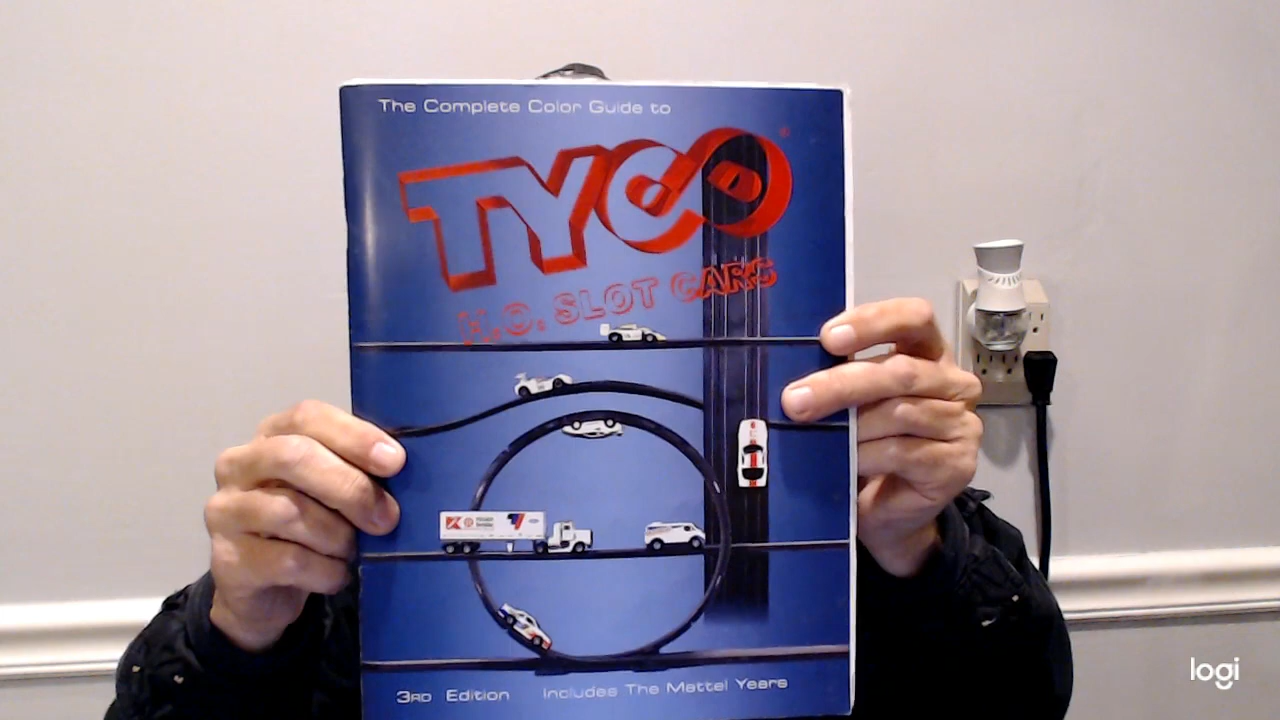 The Complete Color Guide to
TYCO®
H.O. SLOT CARS
K
3RD Edition Includes The Mattel Years
logi